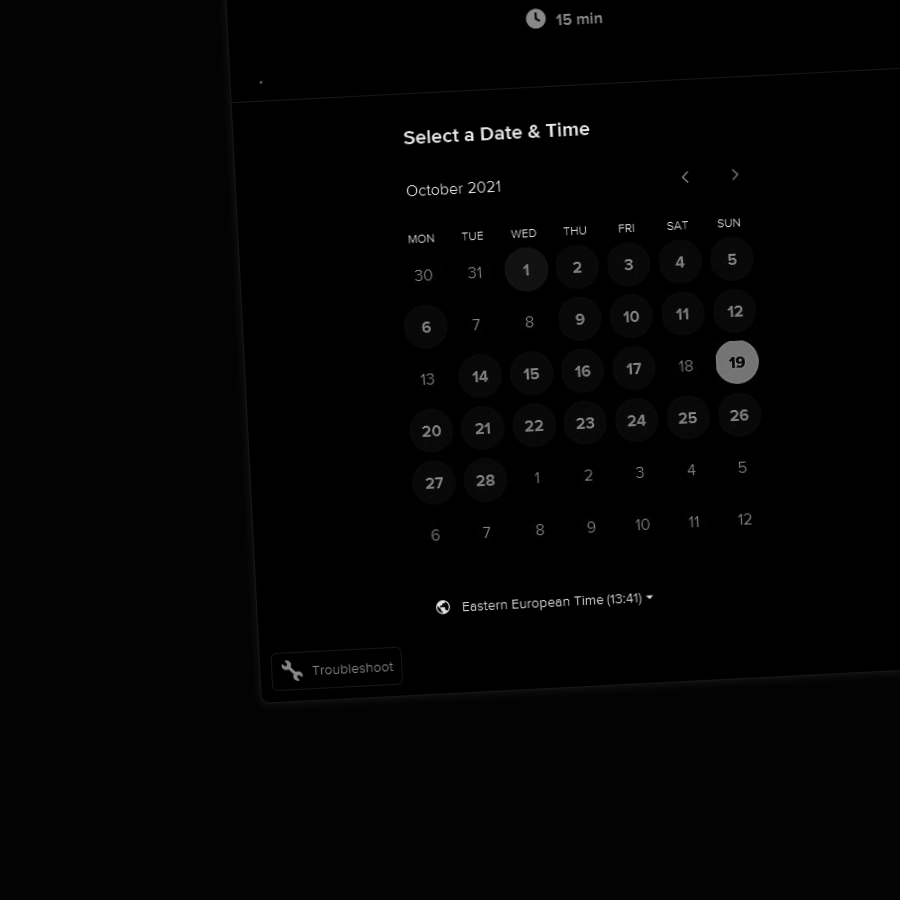 15 min
Select a Date & Time
October 2021
MON TUE WED THU FRI SAT SUN
30 31 1 2 3 4 5
6 7 8 9 10 11 12
13 14 15 16 17 18 19
20 21 22 23 24 25 26
27 28 1 2 3 4 5
6 7 8 9 10 11 12
Eastern European Time (13:41)
Troubleshoot